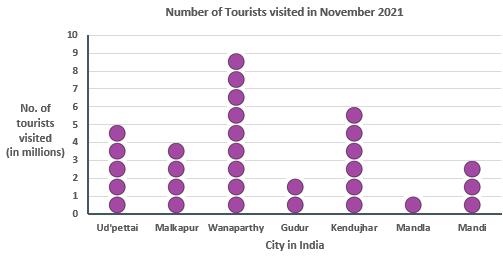 Number of Tourists visited in November 2021
10
9
8
7
6
5
4
3
2
1
0
No. of
tourists
visited
(in millions)
Ud'pettai Malkapur Wanaparthy Gudur Kendujhar Mandla Mandi
City in India